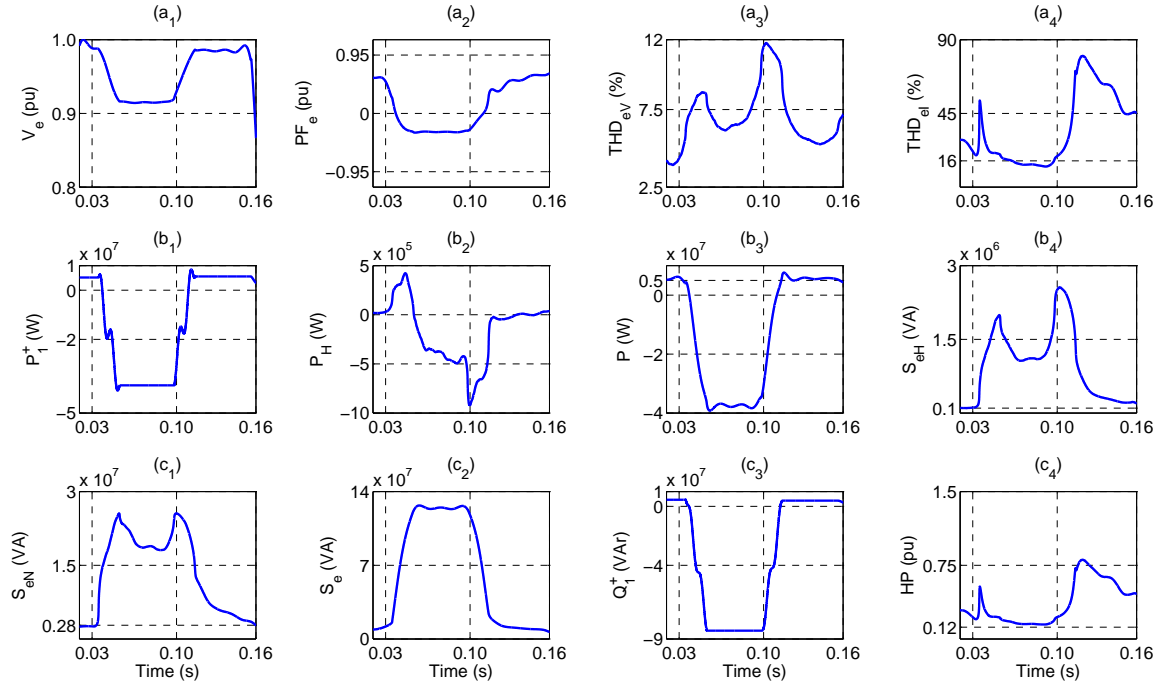 (a1) (a2) (a3) (a4)
1.0 0.9 0.8
V_e (pu)
0.03 0.10 0.16
0.95 0 −0.95
PF_e (pu)
0.03 0.10 0.16
12 7.5 2.5
THD_eV (%)
0.03 0.10 0.16
90 45 16
THD_eI (%)
0.03 0.10 0.16
(b1) (b2) (b3) (b4)
x 10^7
1 0 −2 −5
P_1^+ (W)
0.03 0.10 0.16
x 10^5
5 0 −5 −10
P_H (W)
0.03 0.10 0.16
x 10^7
0.5 0 −2 −4
P (W)
0.03 0.10 0.16
x 10^6
3 1.5 0.1
S_eH (VA)
0.03 0.10 0.16
(c1) (c2) (c3) (c4)
x 10^7
3 1.5 0.28
S_eN (VA)
0.03 0.10 0.16
Time (s)
x 10^7
14 7 0
S_e (VA)
0.03 0.10 0.16
Time (s)
x 10^7
1 0 −4 −9
Q_1^+ (VAr)
0.03 0.10 0.16
Time (s)
1.5 0.75 0.12
HP (pu)
0.03 0.10 0.16
Time (s)